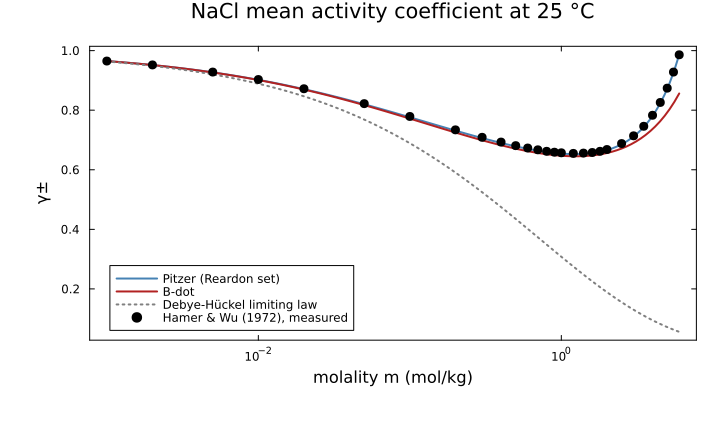 NaCl mean activity coefficient at 25 °C
1.0
0.8
0.6
0.4
0.2
γ±
Pitzer (Reardon set)
B-dot
Debye-Hückel limiting law
Hamer & Wu (1972), measured
10⁻² 10⁰
molality m (mol/kg)